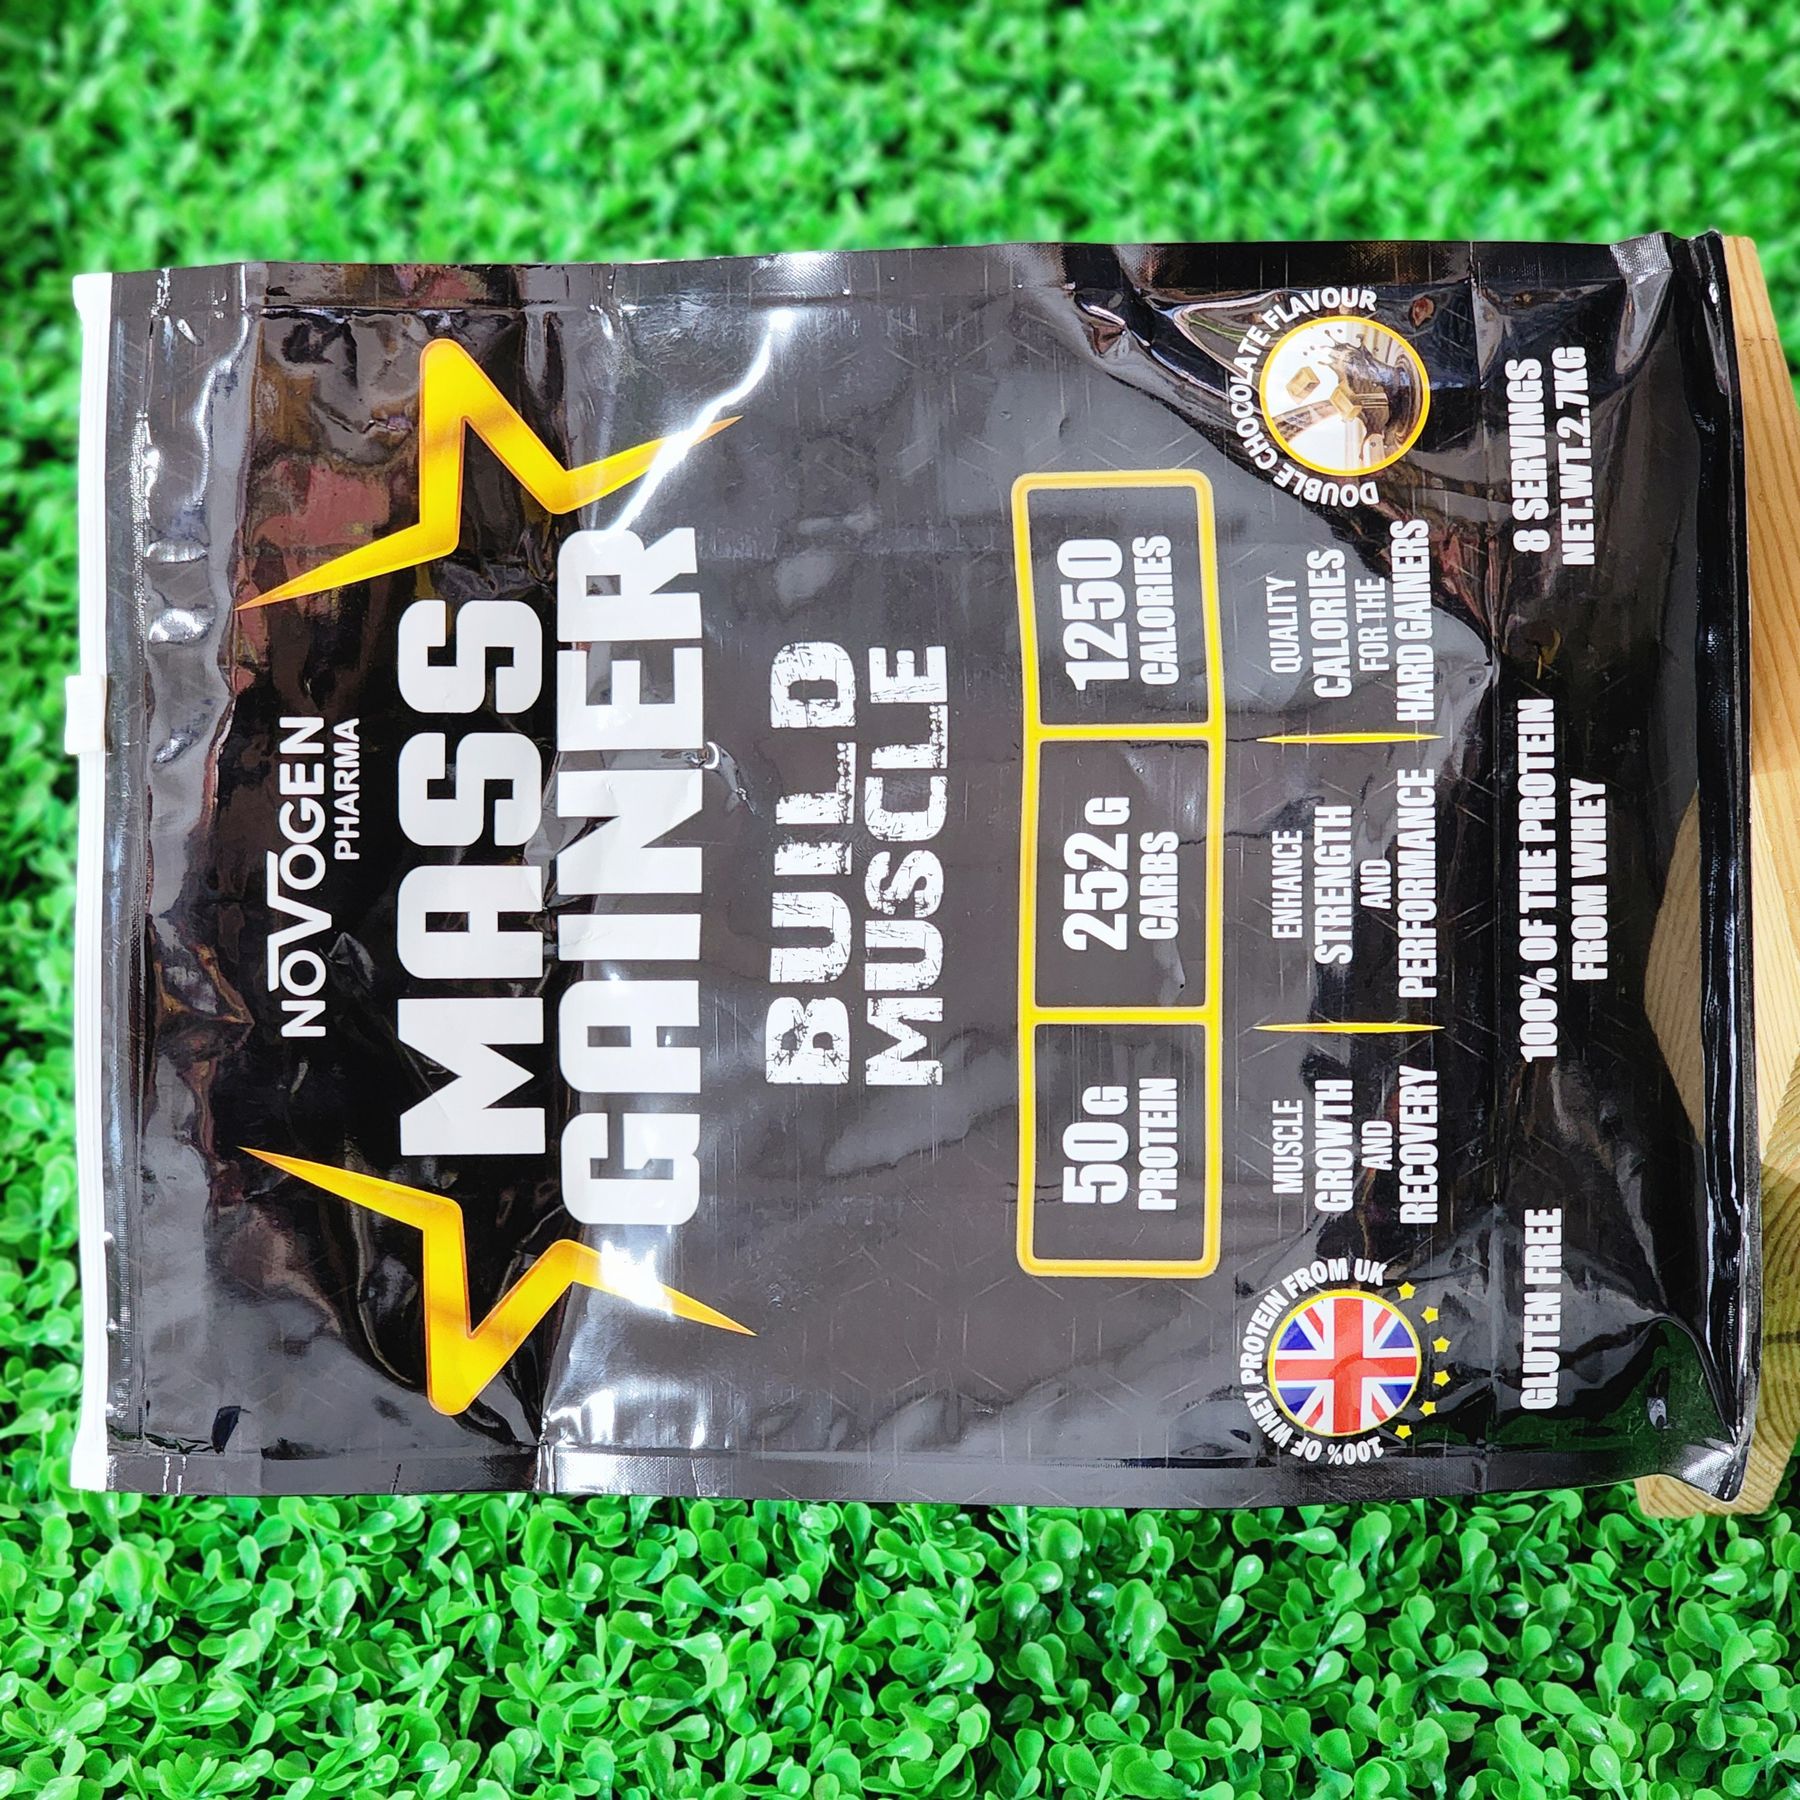 NOVOGEN
PHARMA
MASS
GAINER
BUILD
MUSCLE
50G
PROTEIN
252G
CARBS
1250
CALORIES
100% OF WHEY PROTEIN FROM UK
MUSCLE
GROWTH
AND
RECOVERY
ENHANCE
STRENGTH
AND
PERFORMANCE
QUALITY
CALORIES
FOR THE
HARD GAINERS
DOUBLE CHOCOLATE FLAVOUR
GLUTEN FREE
100% OF THE PROTEIN
FROM WHEY
8 SERVINGS
NET.WT.2.7KG